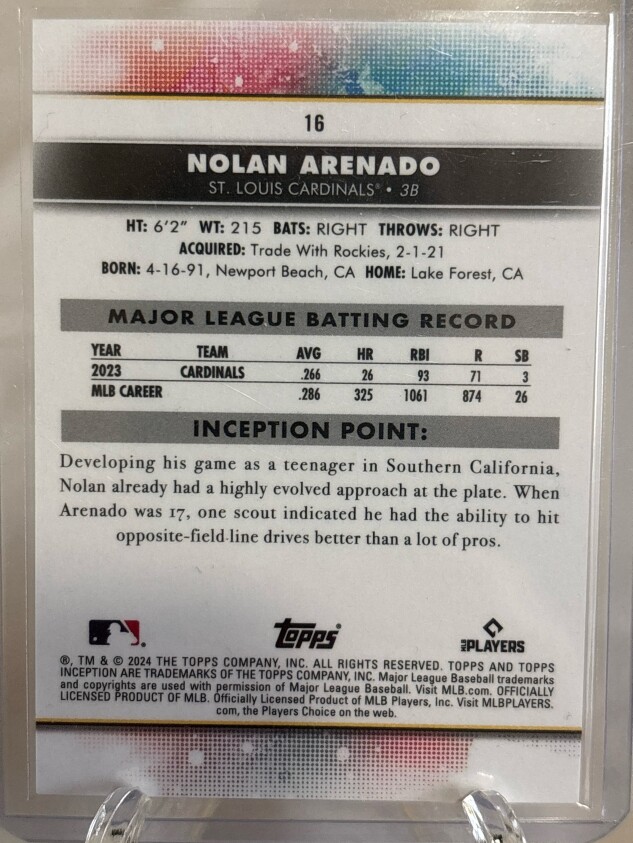 16
NOLAN ARENADO
ST. LOUIS CARDINALS® • 3B
HT: 6'2" WT: 215 BATS: RIGHT THROWS: RIGHT
ACQUIRED: Trade With Rockies, 2-1-21
BORN: 4-16-91, Newport Beach, CA HOME: Lake Forest, CA
MAJOR LEAGUE BATTING RECORD
YEAR TEAM AVG HR RBI R SB
2023 CARDINALS .266 26 93 71 3
MLB CAREER .286 325 1061 874 26
INCEPTION POINT:
Developing his game as a teenager in Southern California,
Nolan already had a highly evolved approach at the plate. When
Arenado was 17, one scout indicated he had the ability to hit
opposite-field-line drives better than a lot of pros.
Topps
MLB PLAYERS
®, TM & © 2024 THE TOPPS COMPANY, INC. ALL RIGHTS RESERVED. TOPPS AND TOPPS
INCEPTION ARE TRADEMARKS OF THE TOPPS COMPANY, INC. Major League Baseball trademarks
and copyrights are used with permission of Major League Baseball. Visit MLB.com. OFFICIALLY
LICENSED PRODUCT OF MLB. Officially Licensed Product of MLB Players, Inc. Visit MLBPLAYERS.
com, the Players Choice on the web.